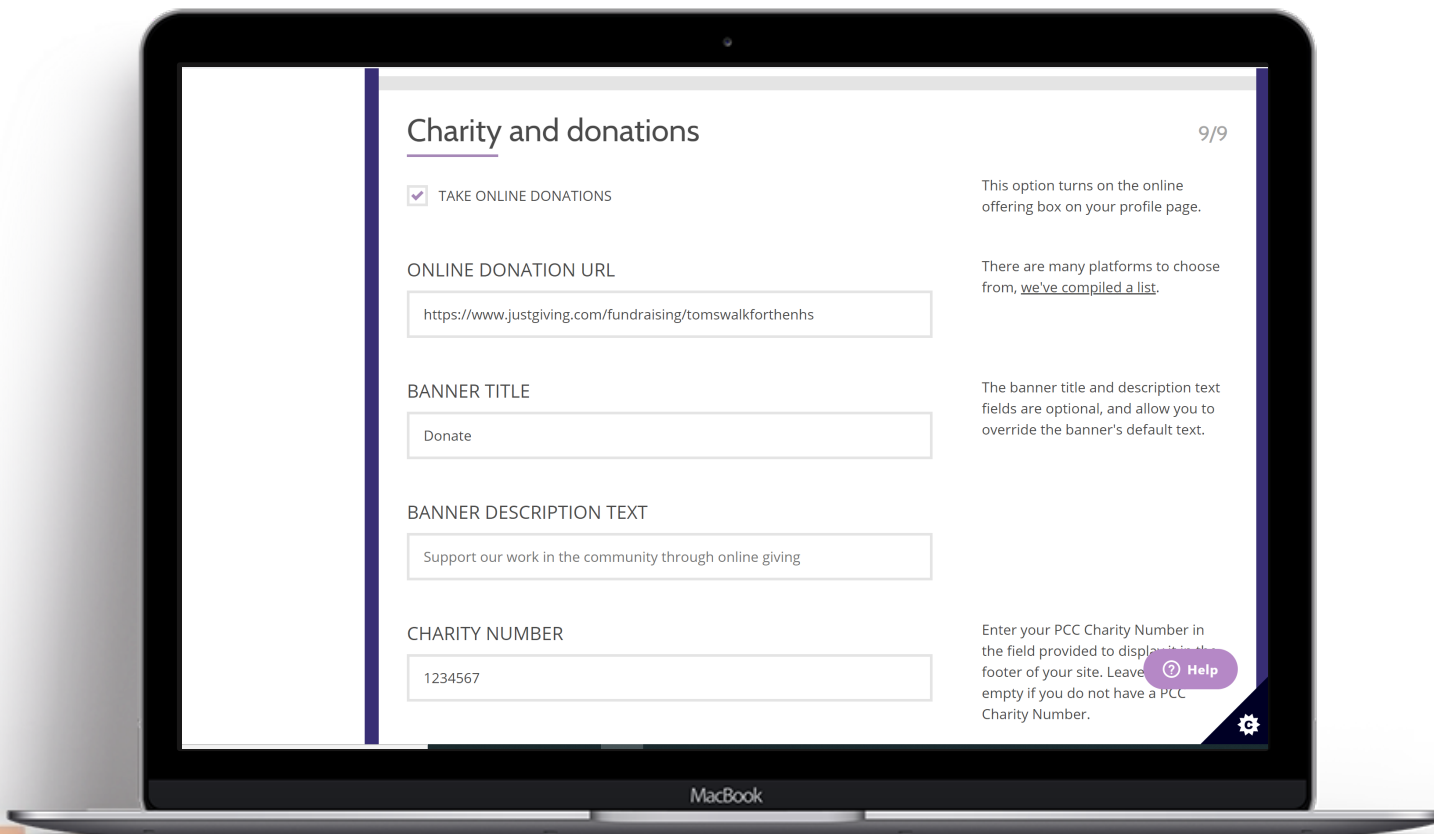 Charity and donations
9/9
TAKE ONLINE DONATIONS
This option turns on the online
offering box on your profile page.
ONLINE DONATION URL
https://www.justgiving.com/fundraising/tomswalkforthenhs
There are many platforms to choose
from, we've compiled a list.
BANNER TITLE
Donate
The banner title and description text
fields are optional, and allow you to
override the banner's default text.
BANNER DESCRIPTION TEXT
Support our work in the community through online giving
CHARITY NUMBER
1234567
Enter your PCC Charity Number in
the field provided to display it in the
footer of your site. Leave
empty if you do not have a PCC
Charity Number.
Help
C
MacBook